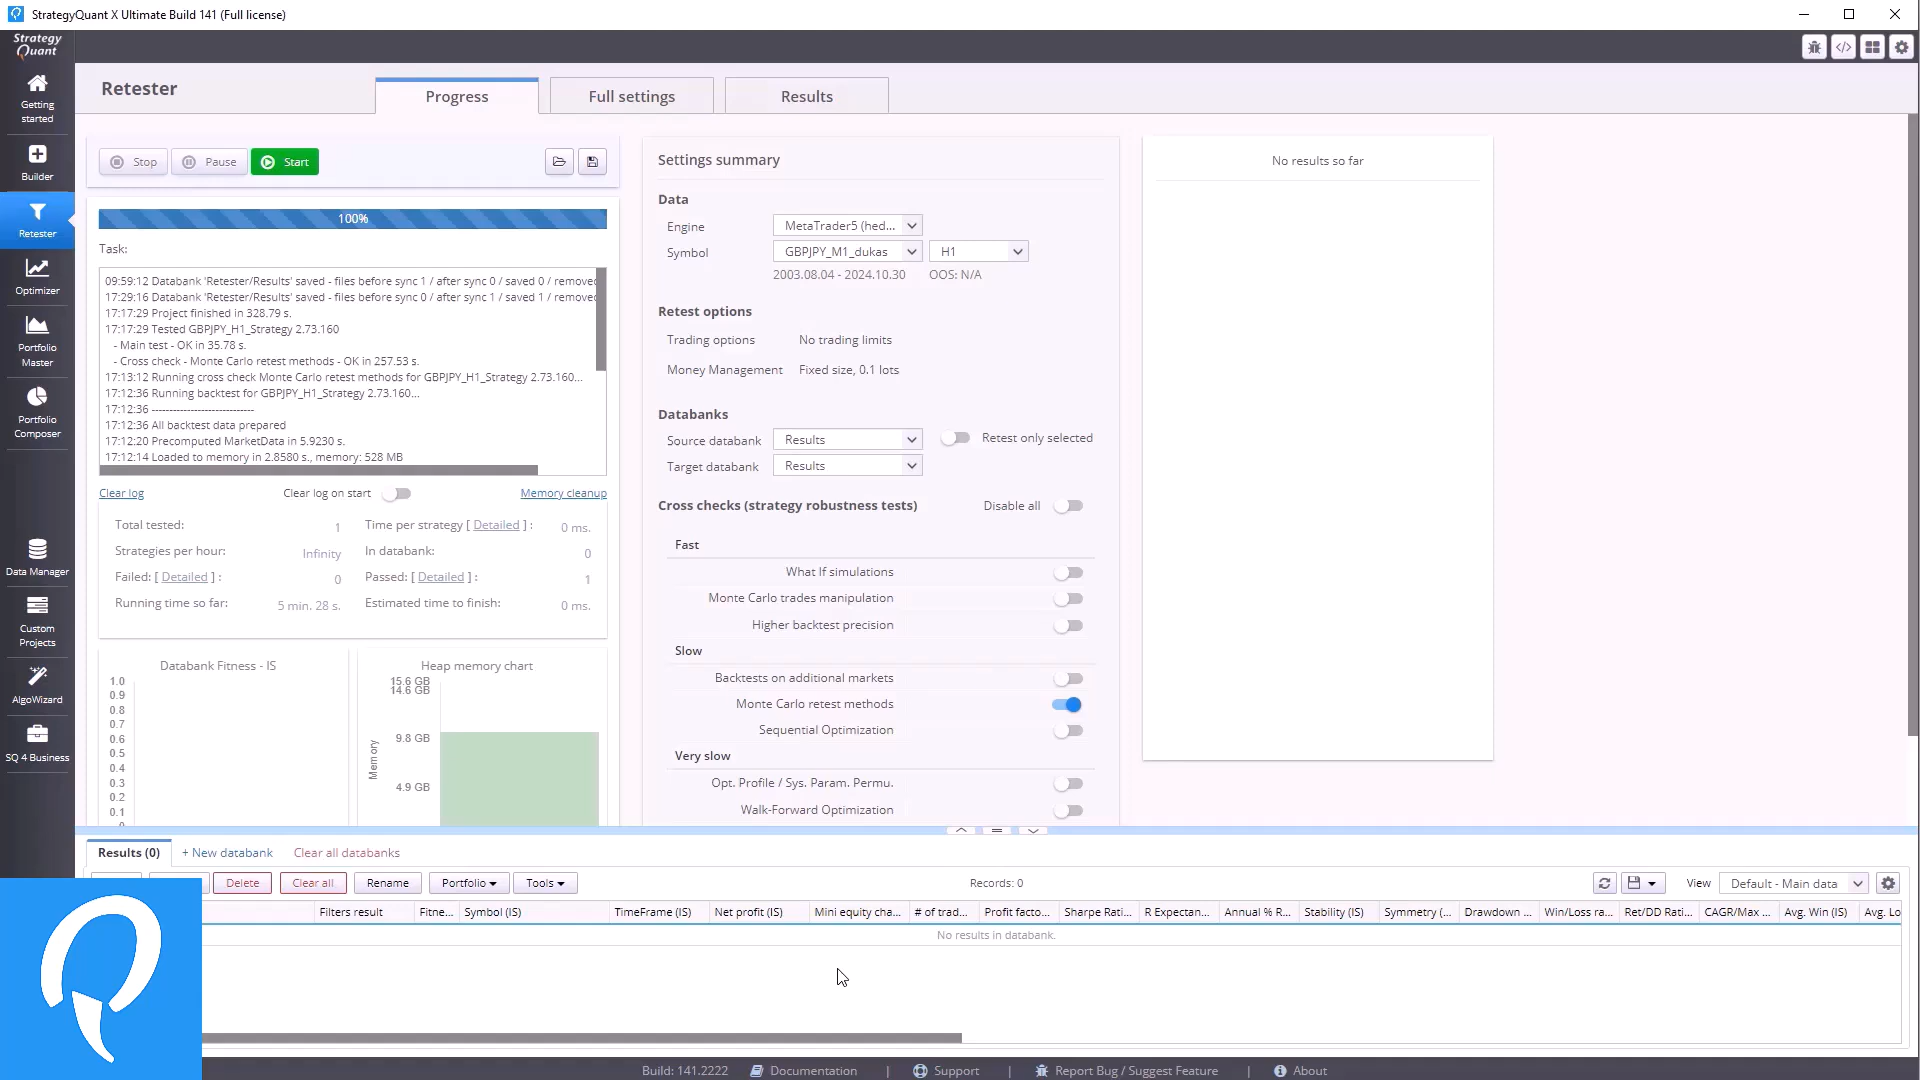 StrategyQuant X Ultimate Build 141 (Full license)
Strategy
Quant
Getting
started
Builder
Retester
Optimizer
Portfolio
Master
Portfolio
Composer
Data Manager
Custom
Projects
AlgoWizard
SQ 4 Business
Retester
Progress
Full settings
Results
Stop
Pause
Start
100%
Task:
09:59:12 Databank 'Retester/Results' saved - files before sync 1 / after sync 0 / saved 0 / removed
17:29:16 Databank 'Retester/Results' saved - files before sync 0 / after sync 1 / saved 1 / removed
17:17:29 Project finished in 328.79 s.
17:17:29 Tested GBPJPY_H1_Strategy 2.73.160
- Main test - OK in 35.78 s.
- Cross check - Monte Carlo retest methods - OK in 257.53 s.
17:13:12 Running cross check Monte Carlo retest methods for GBPJPY_H1_Strategy 2.73.160...
17:12:36 Running backtest for GBPJPY_H1_Strategy 2.73.160...
17:12:36 -----------------------------
17:12:36 All backtest data prepared
17:12:20 Precomputed MarketData in 5.9230 s.
17:12:14 Loaded to memory in 2.8580 s., memory: 528 MB
Clear log
Clear log on start
Memory cleanup
Total tested: 1
Time per strategy [ Detailed ] : 0 ms.
Strategies per hour: Infinity
In databank: 0
Failed: [ Detailed ] : 0
Passed: [ Detailed ] : 1
Running time so far: 5 min. 28 s.
Estimated time to finish: 0 ms.
Databank Fitness - IS
1.0
0.9
0.8
0.7
0.6
0.5
0.4
0.3
0.2
0.1
Heap memory chart
15.6 GB
14.6 GB
9.8 GB
4.9 GB
Memory
Settings summary
Data
Engine MetaTrader5 (hed...
Symbol GBPJPY_M1_dukas H1
2003.08.04 - 2024.10.30 OOS: N/A
Retest options
Trading options No trading limits
Money Management Fixed size, 0.1 lots
Databanks
Source databank Results Retest only selected
Target databank Results
Cross checks (strategy robustness tests) Disable all
Fast
What If simulations
Monte Carlo trades manipulation
Higher backtest precision
Slow
Backtests on additional markets
Monte Carlo retest methods
Sequential Optimization
Very slow
Opt. Profile / Sys. Param. Permu.
Walk-Forward Optimization
No results so far
Results (0) + New databank Clear all databanks
Delete Clear all Rename Portfolio Tools Records: 0 View Default - Main data
Filters result Fitne... Symbol (IS) TimeFrame (IS) Net profit (IS) Mini equity cha... # of trad... Profit facto... Sharpe Rati... R Expectan... Annual % R... Stability (IS) Symmetry (... Drawdown ... Win/Loss ra... Ret/DD Rati... CAGR/Max ... Avg. Win (IS) Avg. Lo
No results in databank.
Build: 141.2222 Documentation | Support | Report Bug / Suggest Feature | About